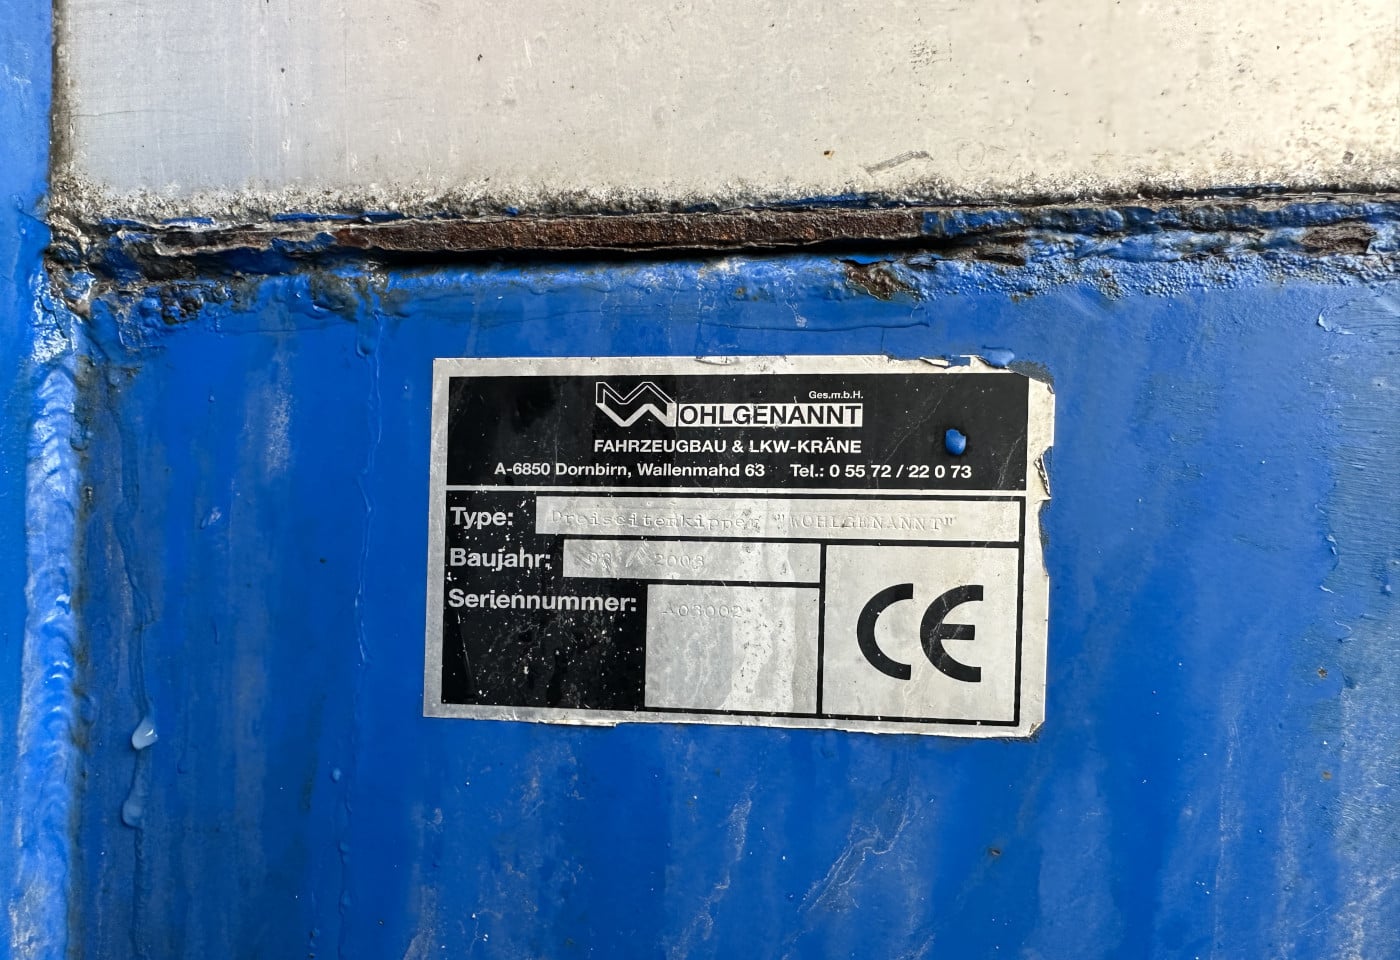 Ges.m.b.H.
WOHLGENANNT
FAHRZEUGBAU & LKW-KRÄNE
A-6850 Dornbirn, Wallenmahd 63 Tel.: 0 55 72 / 22 0 73
Type: Dreiseitenkipper "WOHLGENANNT"
Baujahr: 03 / 2003
Seriennummer: A03002
CE